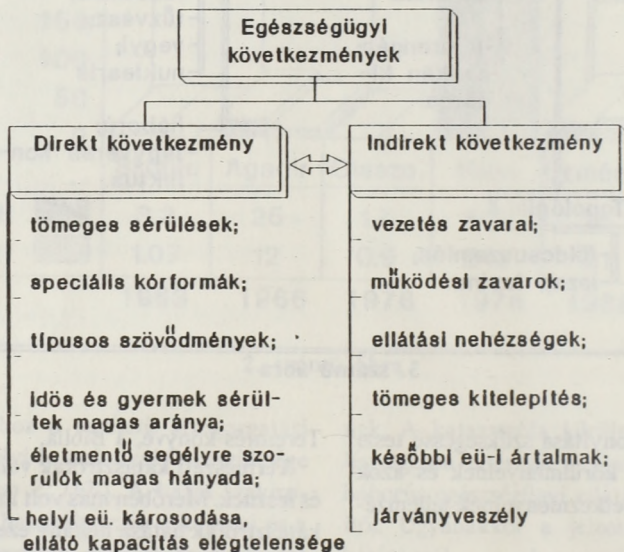 Egészségügyi
következmények
Direkt következmény
tömeges sérülések;
speciális kórformák;
típusos szövődmények;
idős és gyermek sérül-
tek magas aránya;
életmentő segélyre szo-
rulók magas hányada;
helyi eü. károsodása,
ellátó kapacitás elégtelensége
Indirekt következmény
vezetés zavarai;
működési zavarok;
ellátási nehézségek;
tömeges kitelepítés;
későbbi eü-i ártalmak;
járványveszély